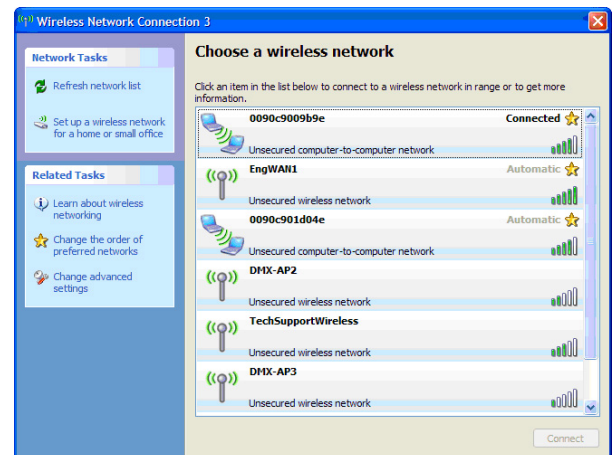 Wireless Network Connection 3
Network Tasks
Refresh network list
Set up a wireless network
for a home or small office
Related Tasks
Learn about wireless
networking
Change the order of
preferred networks
Change advanced
settings
Choose a wireless network
Click an item in the list below to connect to a wireless network in range or to get more
information.
0090c9009b9e Connected
Unsecured computer-to-computer network
EngWAN1 Automatic
Unsecured wireless network
0090c901d04e Automatic
Unsecured computer-to-computer network
DMX-AP2
Unsecured wireless network
TechSupportWireless
Unsecured wireless network
DMX-AP3
Unsecured wireless network
Connect